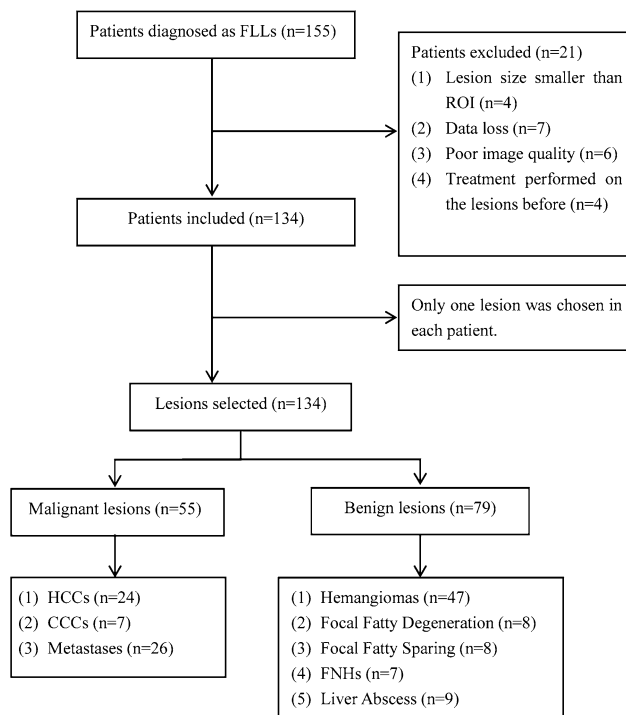 Patients diagnosed as FLLs (n=155)
Patients excluded (n=21)
(1) Lesion size smaller than
ROI (n=4)
(2) Data loss (n=7)
(3) Poor image quality (n=6)
(4) Treatment performed on
the lesions before (n=4)
Patients included (n=134)
Only one lesion was chosen in
each patient.
Lesions selected (n=134)
Malignant lesions (n=55)
Benign lesions (n=79)
(1) HCCs (n=24)
(2) CCCs (n=7)
(3) Metastases (n=26)
(1) Hemangiomas (n=47)
(2) Focal Fatty Degeneration (n=8)
(3) Focal Fatty Sparing (n=8)
(4) FNHs (n=7)
(5) Liver Abscess (n=9)